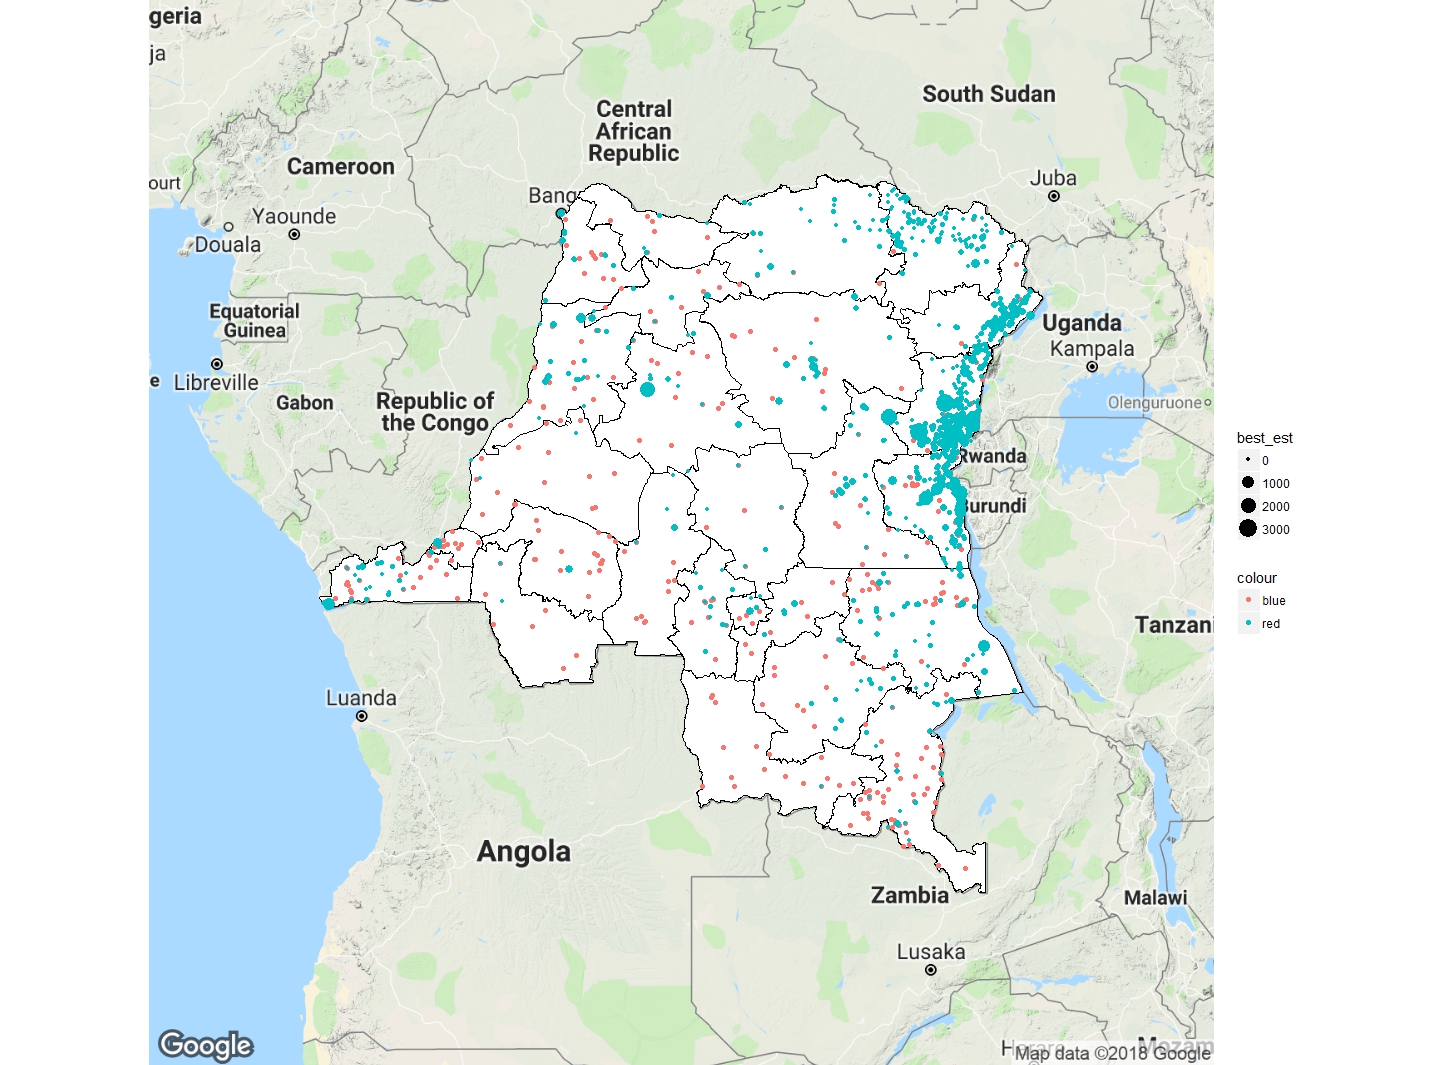 geria
ja
South Sudan
Central
African
Republic
Cameroon
ourt
Juba
Bang
Yaounde
Douala
Equatorial
Guinea
Uganda
Kampala
e
Libreville
Gabon
Republic of
the Congo
Olenguruone
Rwanda
Burundi
Tanzani
Luanda
Angola
Zambia
Malawi
Lusaka
Google
Mozam
Map data ©2018 Google
best_est
0
1000
2000
3000
colour
blue
red